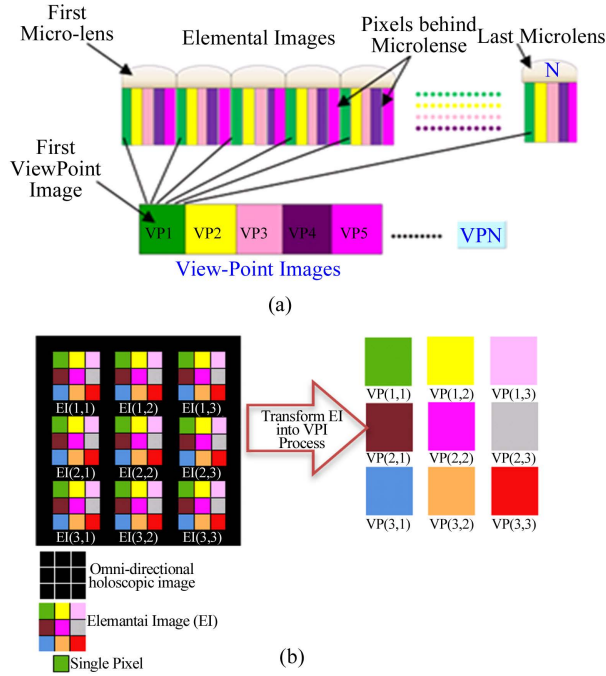 First
Micro-lens
Elemental Images
Pixels behind
Microlense
Last Microlens
N
First
ViewPoint
Image
VP1 VP2 VP3 VP4 VP5
VPN
View-Point Images
(a)
EI(1,1) EI(1,2) EI(1,3)
EI(2,1) EI(2,2) EI(2,3)
EI(3,1) EI(3,2) EI(3,3)
Transform EI
into VPI
Process
VP(1,1) VP(1,2) VP(1,3)
VP(2,1) VP(2,2) VP(2,3)
VP(3,1) VP(3,2) VP(3,3)
Omni-directional
holoscopic image
Elemantai Image (EI)
Single Pixel
(b)